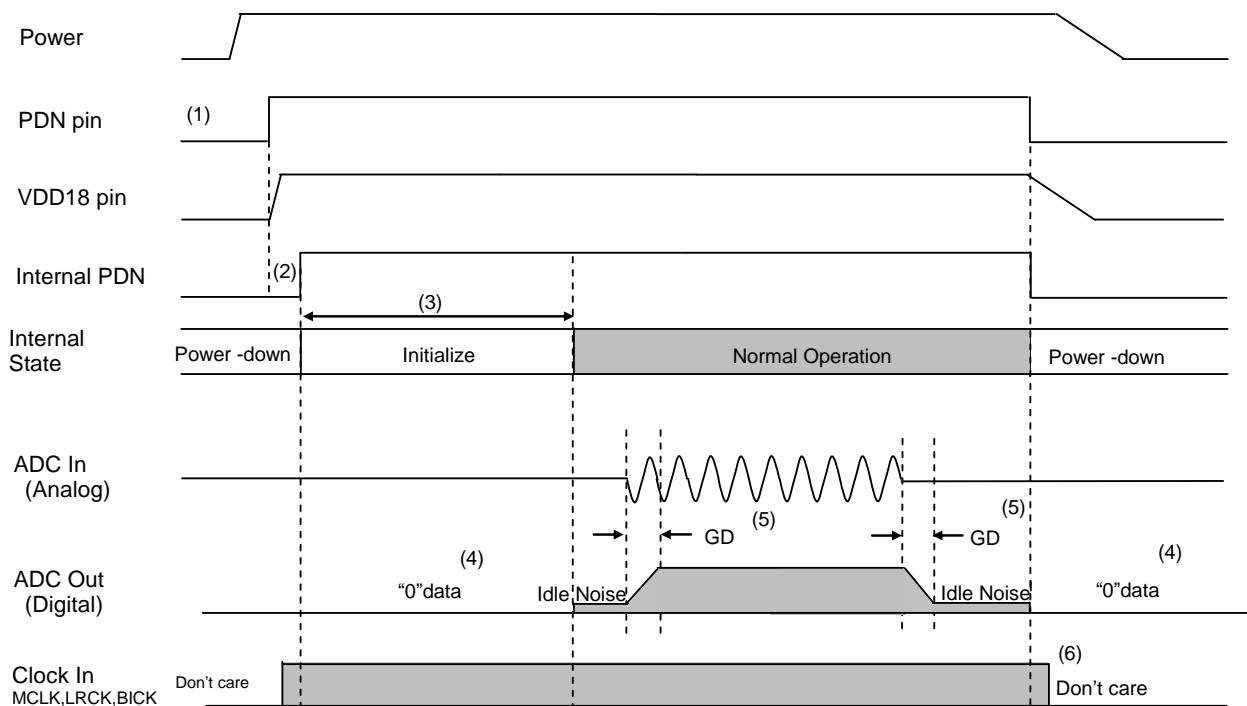 Power
(1)
PDN pin
VDD18 pin
(2)
Internal PDN
(3)
Internal
State
Power -down
Initialize
Normal Operation
Power -down
ADC In
(Analog)
(5)
(5)
GD
GD
(4)
(4)
ADC Out
(Digital)
“0”data
Idle Noise
Idle Noise
“0”data
(6)
Clock In
MCLK,LRCK,BICK
Don’t care
Don’t care